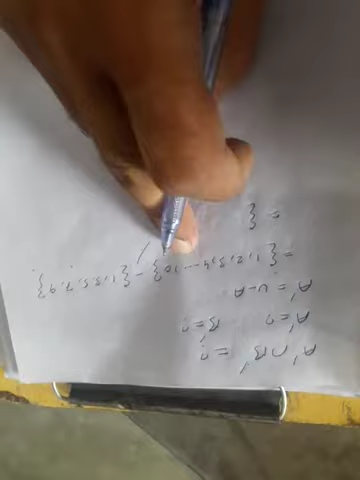 A' ∩ B' = ?
A' = ? B' = ?
A' = U - A
= { 1, 2, 3, 4, ... 10 } - { 1, 3, 5, 7, 9 }
= {